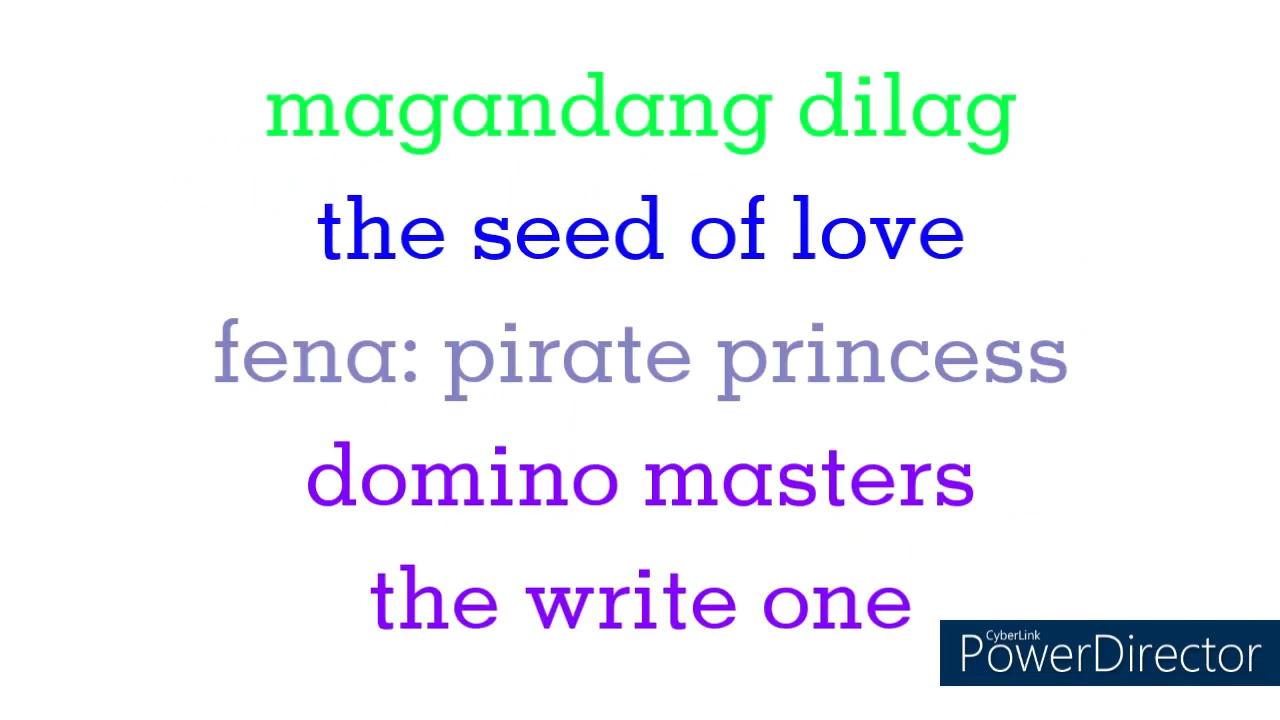 magandang dilag
the seed of love
fena: pirate princess
domino masters
the write one
CyberLink
PowerDirector